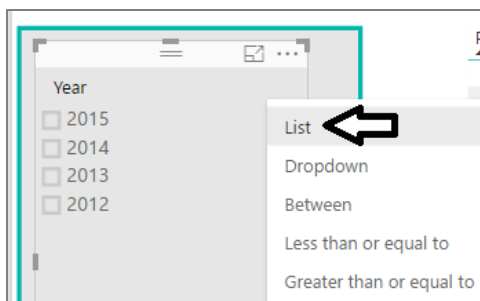 Year
2015
2014
2013
2012
List
Dropdown
Between
Less than or equal to
Greater than or equal to